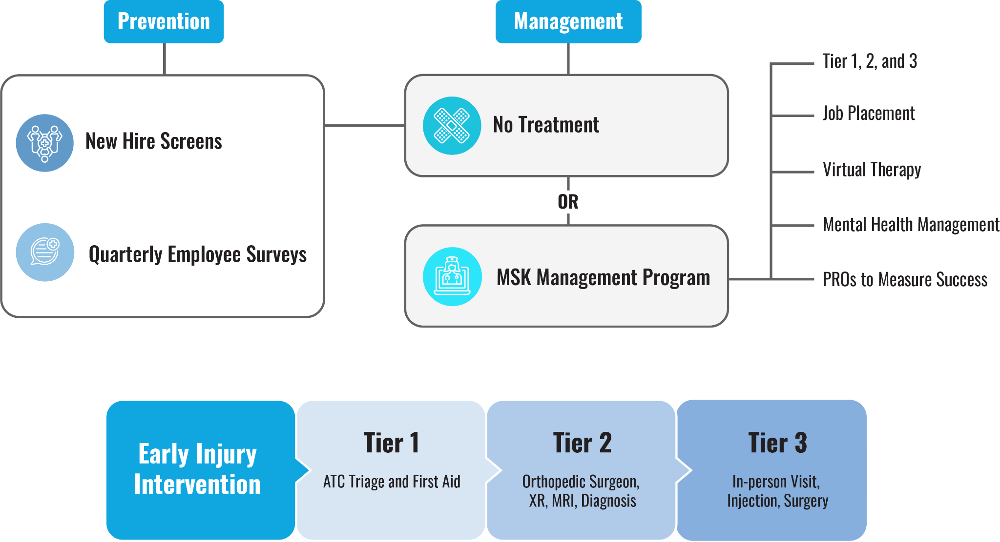 Prevention
New Hire Screens
Quarterly Employee Surveys
Management
No Treatment
OR
MSK Management Program
Tier 1, 2, and 3
Job Placement
Virtual Therapy
Mental Health Management
PROs to Measure Success
Early Injury
Intervention
Tier 1
ATC Triage and First Aid
Tier 2
Orthopedic Surgeon,
XR, MRI, Diagnosis
Tier 3
In-person Visit,
Injection, Surgery